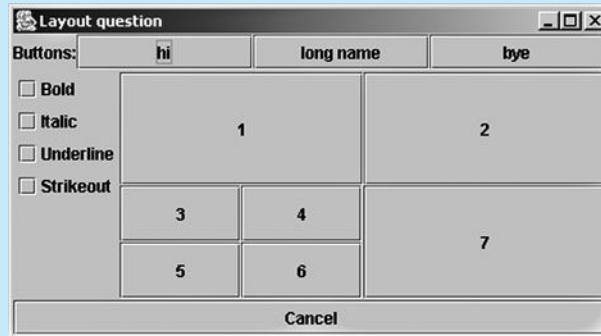 Layout question
Buttons: hi long name bye
Bold
Italic
Underline
Strikeout
1 2
3 4
7
5 6
Cancel